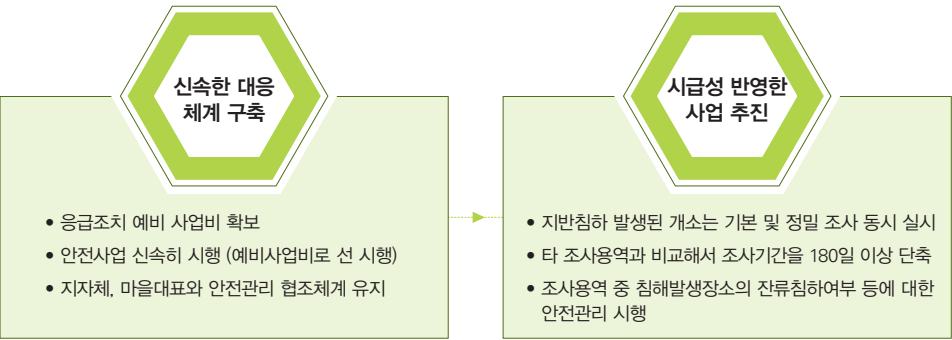 신속한 대응
체계 구축
• 응급조치 예비 사업비 확보
• 안전사업 신속히 시행 (예비사업비로 선 시행)
• 지자체, 마을대표와 안전관리 협조체계 유지
시급성 반영한
사업 추진
• 지반침하 발생된 개소는 기본 및 정밀 조사 동시 실시
• 타 조사용역과 비교해서 조사기간을 180일 이상 단축
• 조사용역 중 침해발생장소의 잔류침하여부 등에 대한
안전관리 시행